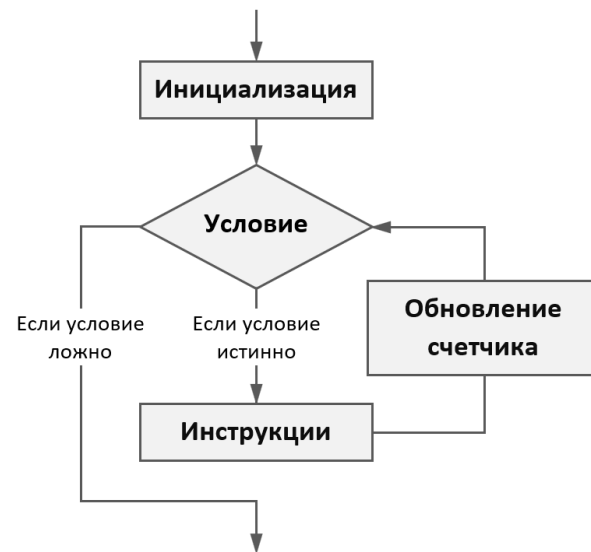 Инициализация
Условие
Если условие
ложно
Если условие
истинно
Обновление
счетчика
Инструкции